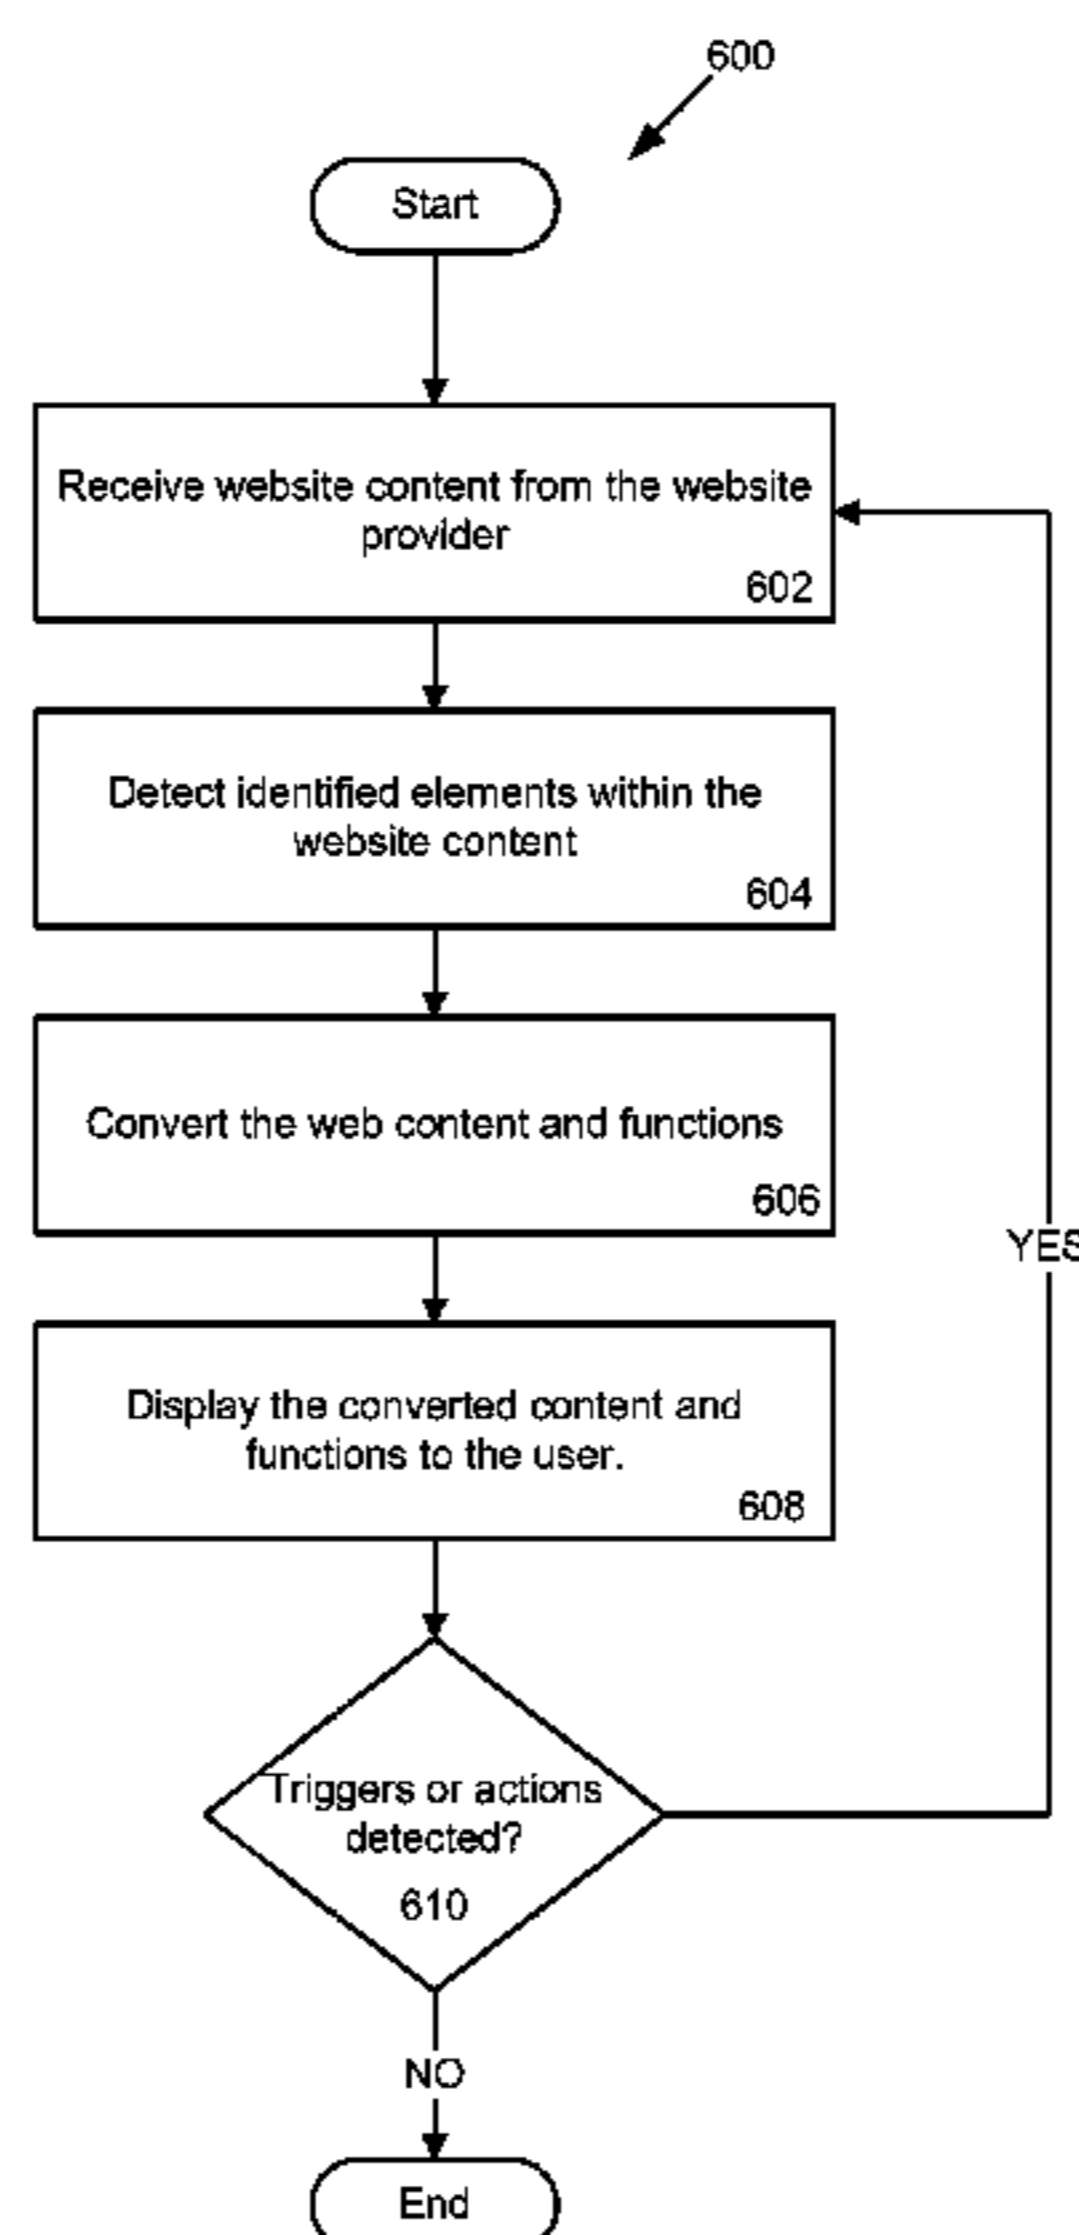 600
Start
Receive website content from the website
provider
602
Detect identified elements within the
website content
604
Convert the web content and functions
606
YES
Display the converted content and
functions to the user.
608
Triggers or actions
detected?
610
NO
End